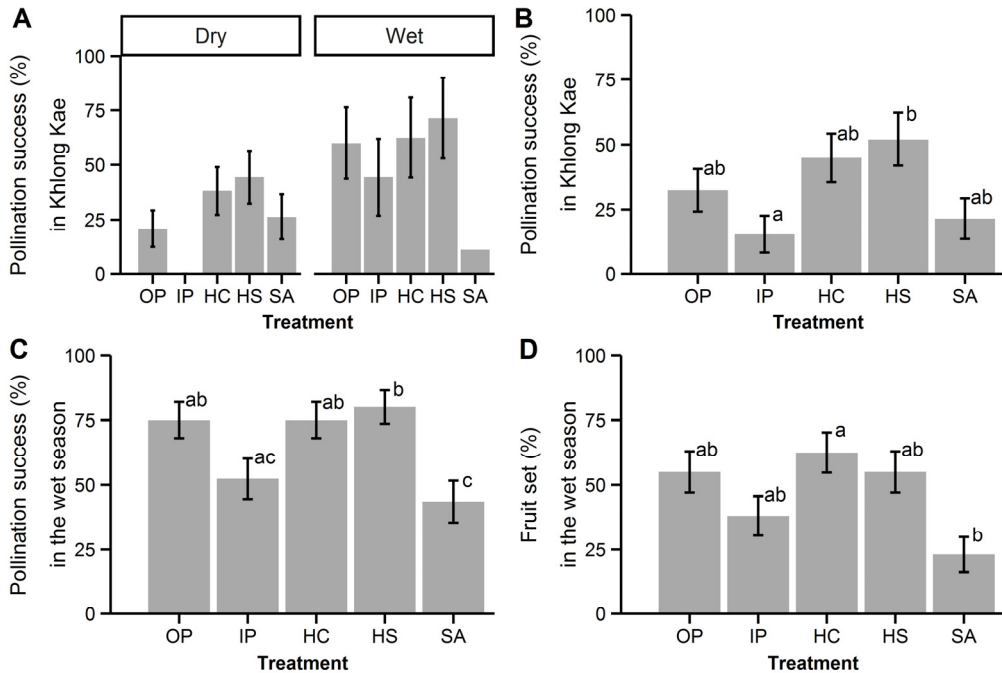 A
Dry
Wet
Pollination success (%)
in Khlong Kae
100
75
50
25
0
OP IP HC HS SA
OP IP HC HS SA
Treatment
B
Pollination success (%)
in Khlong Kae
100
75
50
25
0
ab
a
ab
b
ab
OP IP HC HS SA
Treatment
C
Pollination success (%)
in the wet season
100
75
50
25
0
ab
ac
ab
b
c
OP IP HC HS SA
Treatment
D
Fruit set (%)
in the wet season
100
75
50
25
0
ab
ab
a
ab
b
OP IP HC HS SA
Treatment